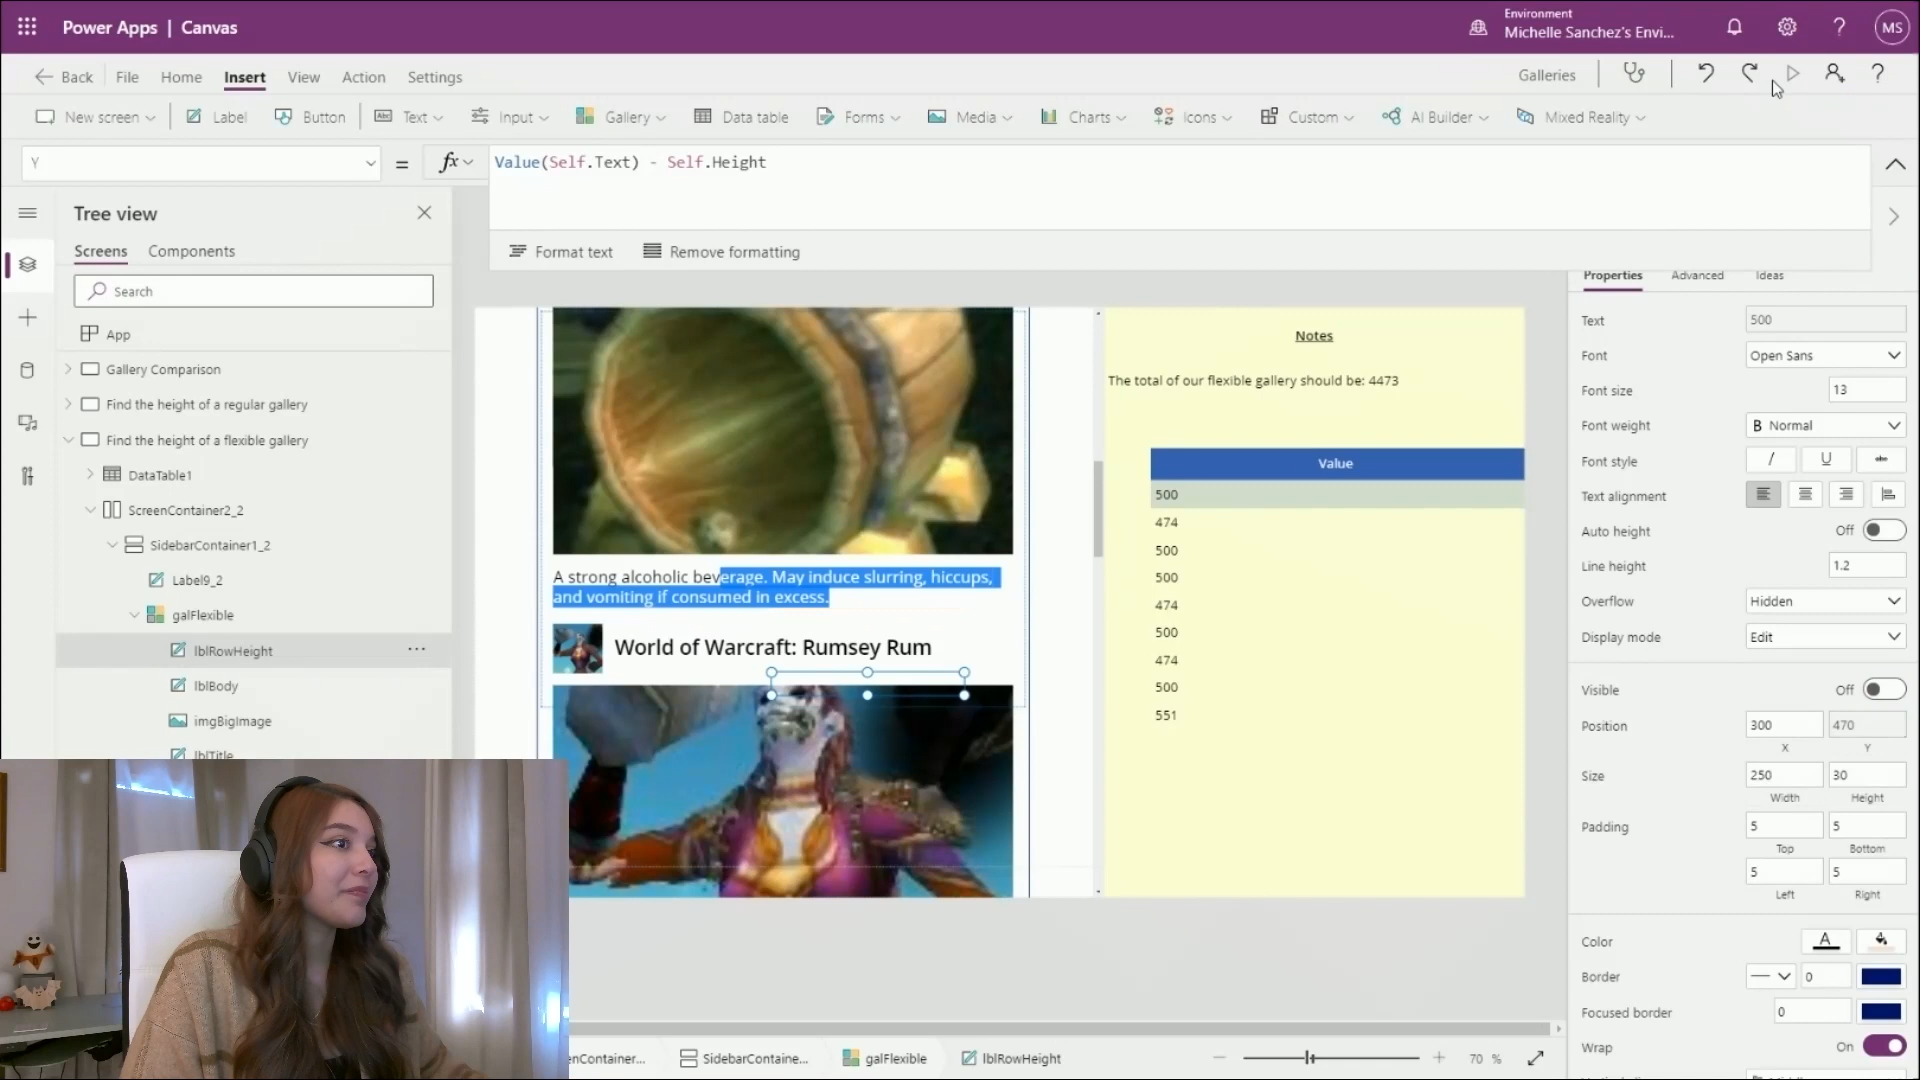 Power Apps | Canvas
Environment
Michelle Sanchez's Envi...
MS
Back
File
Home
Insert
View
Action
Settings
Galleries
New screen
Label
Button
Text
Input
Gallery
Data table
Forms
Media
Charts
Icons
Custom
AI Builder
Mixed Reality
Y
=
fx
Value(Self.Text) - Self.Height
Format text
Remove formatting
Tree view
Screens
Components
Search
App
Gallery Comparison
Find the height of a regular gallery
Find the height of a flexible gallery
DataTable1
ScreenContainer2_2
SidebarContainer1_2
Label9_2
galFlexible
lblRowHeight
lblBody
imgBigImage
lblTitle
A strong alcoholic beverage. May induce slurring, hiccups,
and vomiting if consumed in excess.
World of Warcraft: Rumsey Rum
Notes
The total of our flexible gallery should be: 4473
Value
500
474
500
500
474
500
474
500
551
Properties
Advanced
Ideas
Text
500
Font
Open Sans
Font size
13
Font weight
B Normal
Font style
/
U
abc
Text alignment
Auto height
Off
Line height
1.2
Overflow
Hidden
Display mode
Edit
Visible
Off
Position
300
470
X
Y
Size
250
30
Width
Height
Padding
5
5
Top
Bottom
5
5
Left
Right
Color
A
Border
0
Focused border
0
Wrap
On
enContainer...
SidebarContaine...
galFlexible
lblRowHeight
70 %